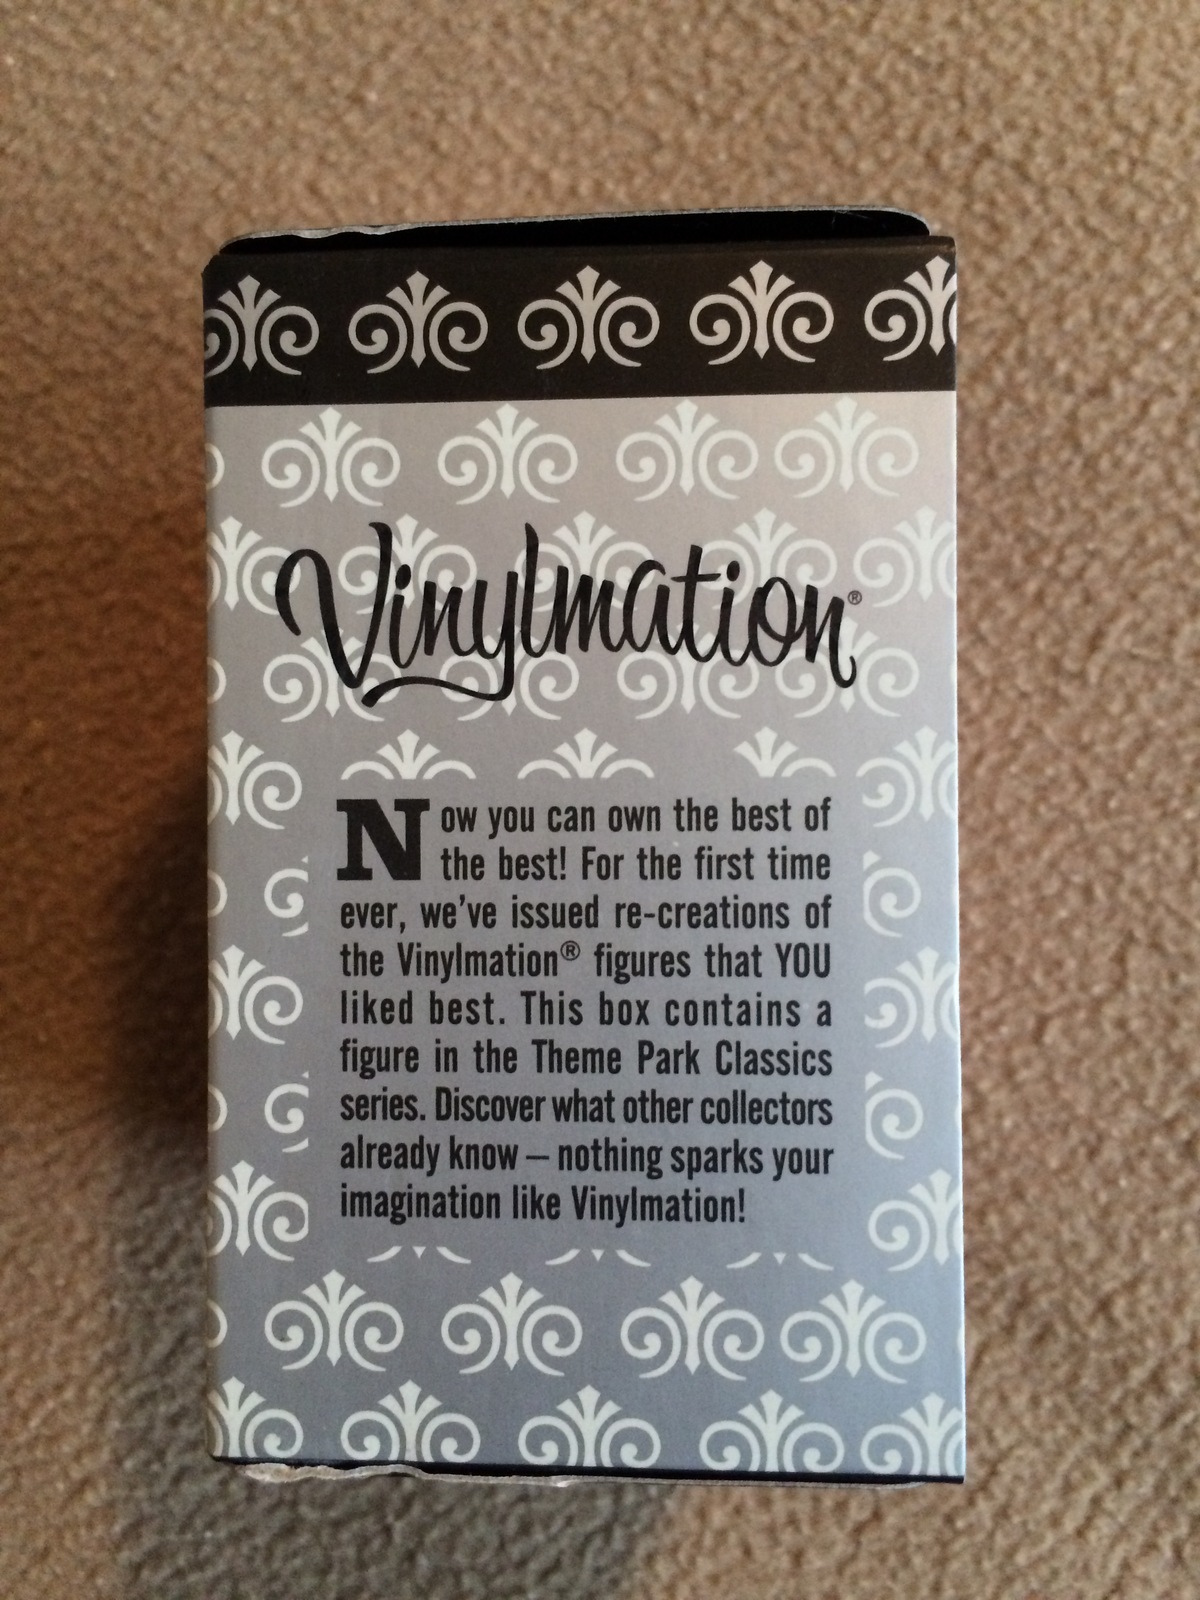 Vinylmation®
Now you can own the best of
the best! For the first time
ever, we've issued re-creations of
the Vinylmation® figures that YOU
liked best. This box contains a
figure in the Theme Park Classics
series. Discover what other collectors
already know – nothing sparks your
imagination like Vinylmation!